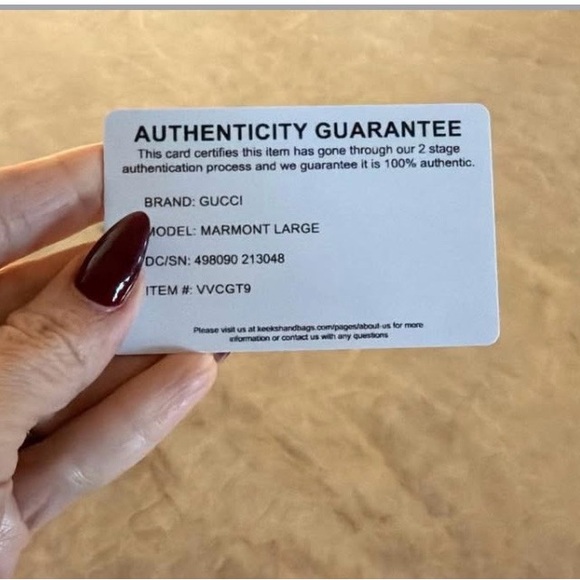 AUTHENTICITY GUARANTEE
This card certifies this item has gone through our 2 stage
authentication process and we guarantee it is 100% authentic.
BRAND: GUCCI
MODEL: MARMONT LARGE
DC/SN: 498090 213048
ITEM #: VVCGT9
Please visit us at keekshandbags.com/pages/about-us for more
information or contact us with any questions